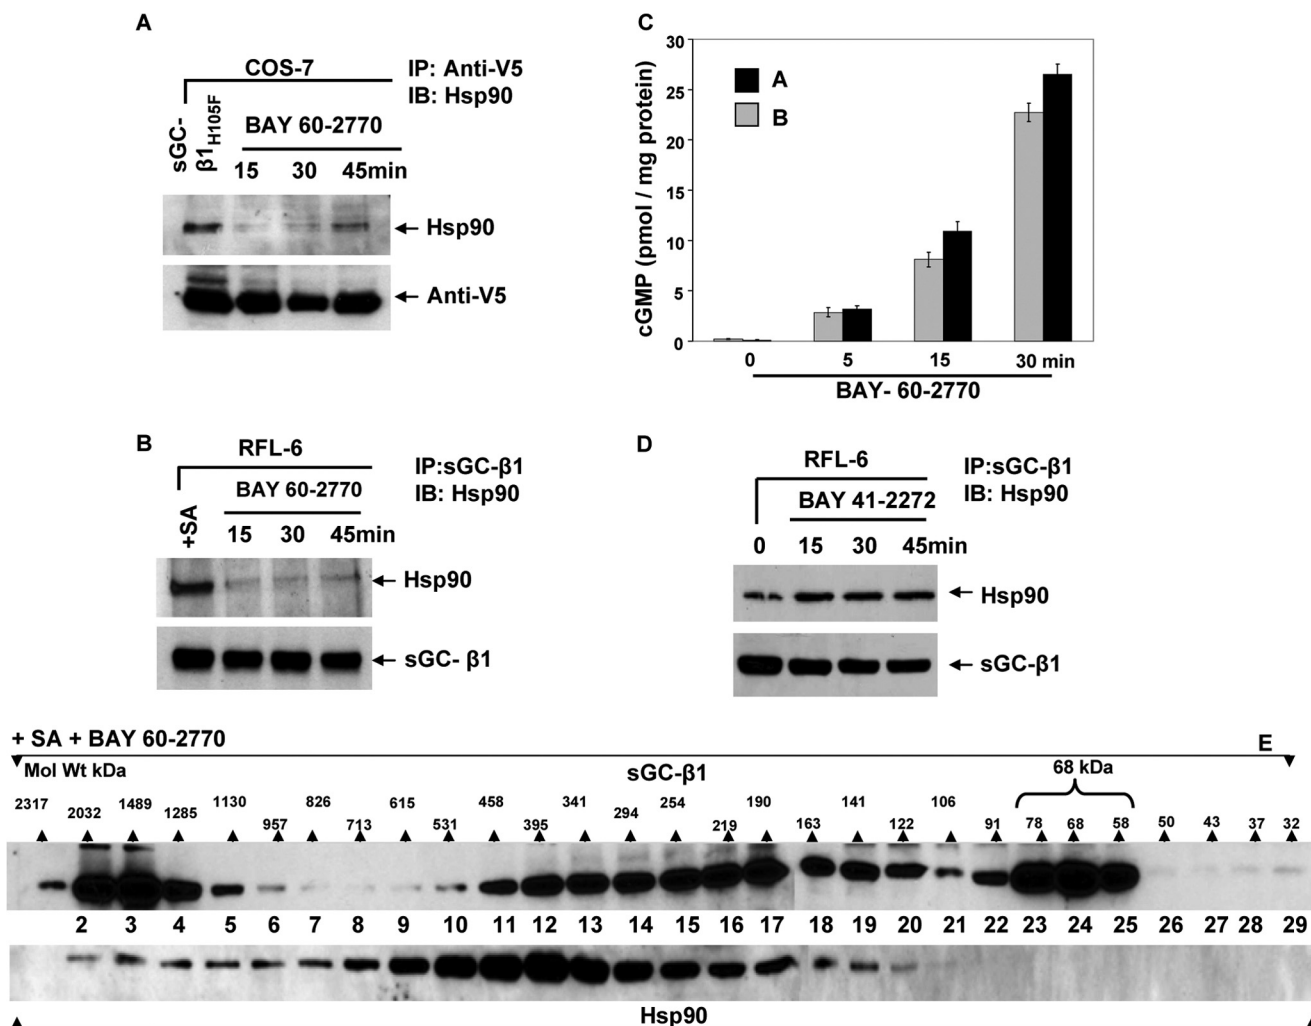 A
COS-7
IP: Anti-V5
IB: Hsp90
sGC-
β1H105F
BAY 60-2770
15 30 45min
Hsp90
Anti-V5
C
cGMP (pmol / mg protein)
30
25
20
15
10
5
0
A
B
0 5 15 30 min
BAY- 60-2770
B
RFL-6
IP:sGC-β1
IB: Hsp90
+SA
BAY 60-2770
15 30 45min
Hsp90
sGC- β1
D
RFL-6
IP:sGC-β1
IB: Hsp90
BAY 41-2272
0 15 30 45min
Hsp90
sGC-β1
+ SA + BAY 60-2770
E
Mol Wt kDa
sGC-β1
68 kDa
2317 2032 1489 1285 1130 957 826 713 615 531 458 395 341 294 254 219 190 163 141 122 106 91 78 68 58 50 43 37 32
2 3 4 5 6 7 8 9 10 11 12 13 14 15 16 17 18 19 20 21 22 23 24 25 26 27 28 29
Hsp90